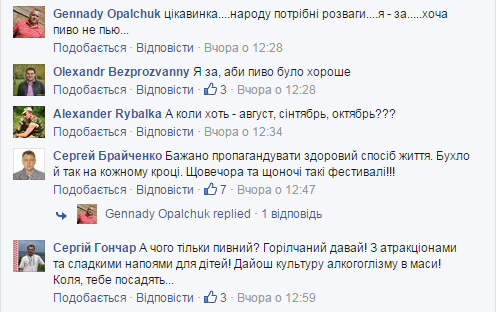 Gennady Opalchuk цікавинка....народу потрібні розваги....я - за.....хоча
пиво не пью...
Подобається · Відповісти · Вчора о 12:28
Olexandr Bezprozvanny Я за, аби пиво було хороше
Подобається · Відповісти · 3 · Вчора о 12:28
Alexander Rybalka А коли хоть - август, сінтябрь, октябрь???
Подобається · Відповісти · Вчора о 12:34
Сергей Брайченко Бажано пропагандувати здоровий спосіб життя. Бухло
й так на кожному кроці. Щовечора та щоночі такі фестивалі!!!
Подобається · Відповісти · 7 · Вчора о 12:47
Gennady Opalchuk replied · 1 відповідь
Сергій Гончар А чого тільки пивний? Горілчаний давай! З атракціонами
та сладкими напоями для дітей! Дайош культуру алкогоглізму в маси!
Коля, тебе посадять...
Подобається · Відповісти · 3 · Вчора о 12:59